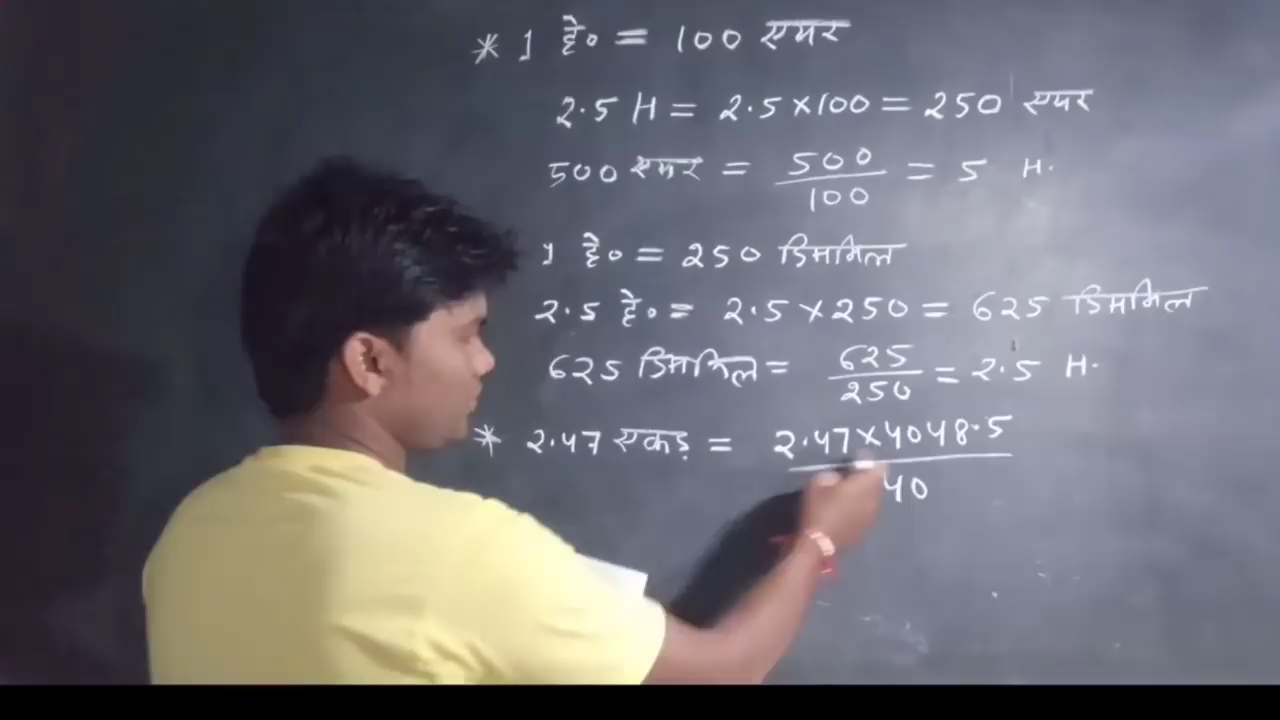 * 1 हे० = 100 एयर
2.5 H = 2.5×100 = 250 एयर
500 एयर = 500/100 = 5 H.
1 हे० = 250 डिसमिल
2.5 हे० = 2.5×250 = 625 डिसमिल
625 डिसमिल = 625/250 = 2.5 H.
* 2.47 एकड़ = 2.47×4048.5/40